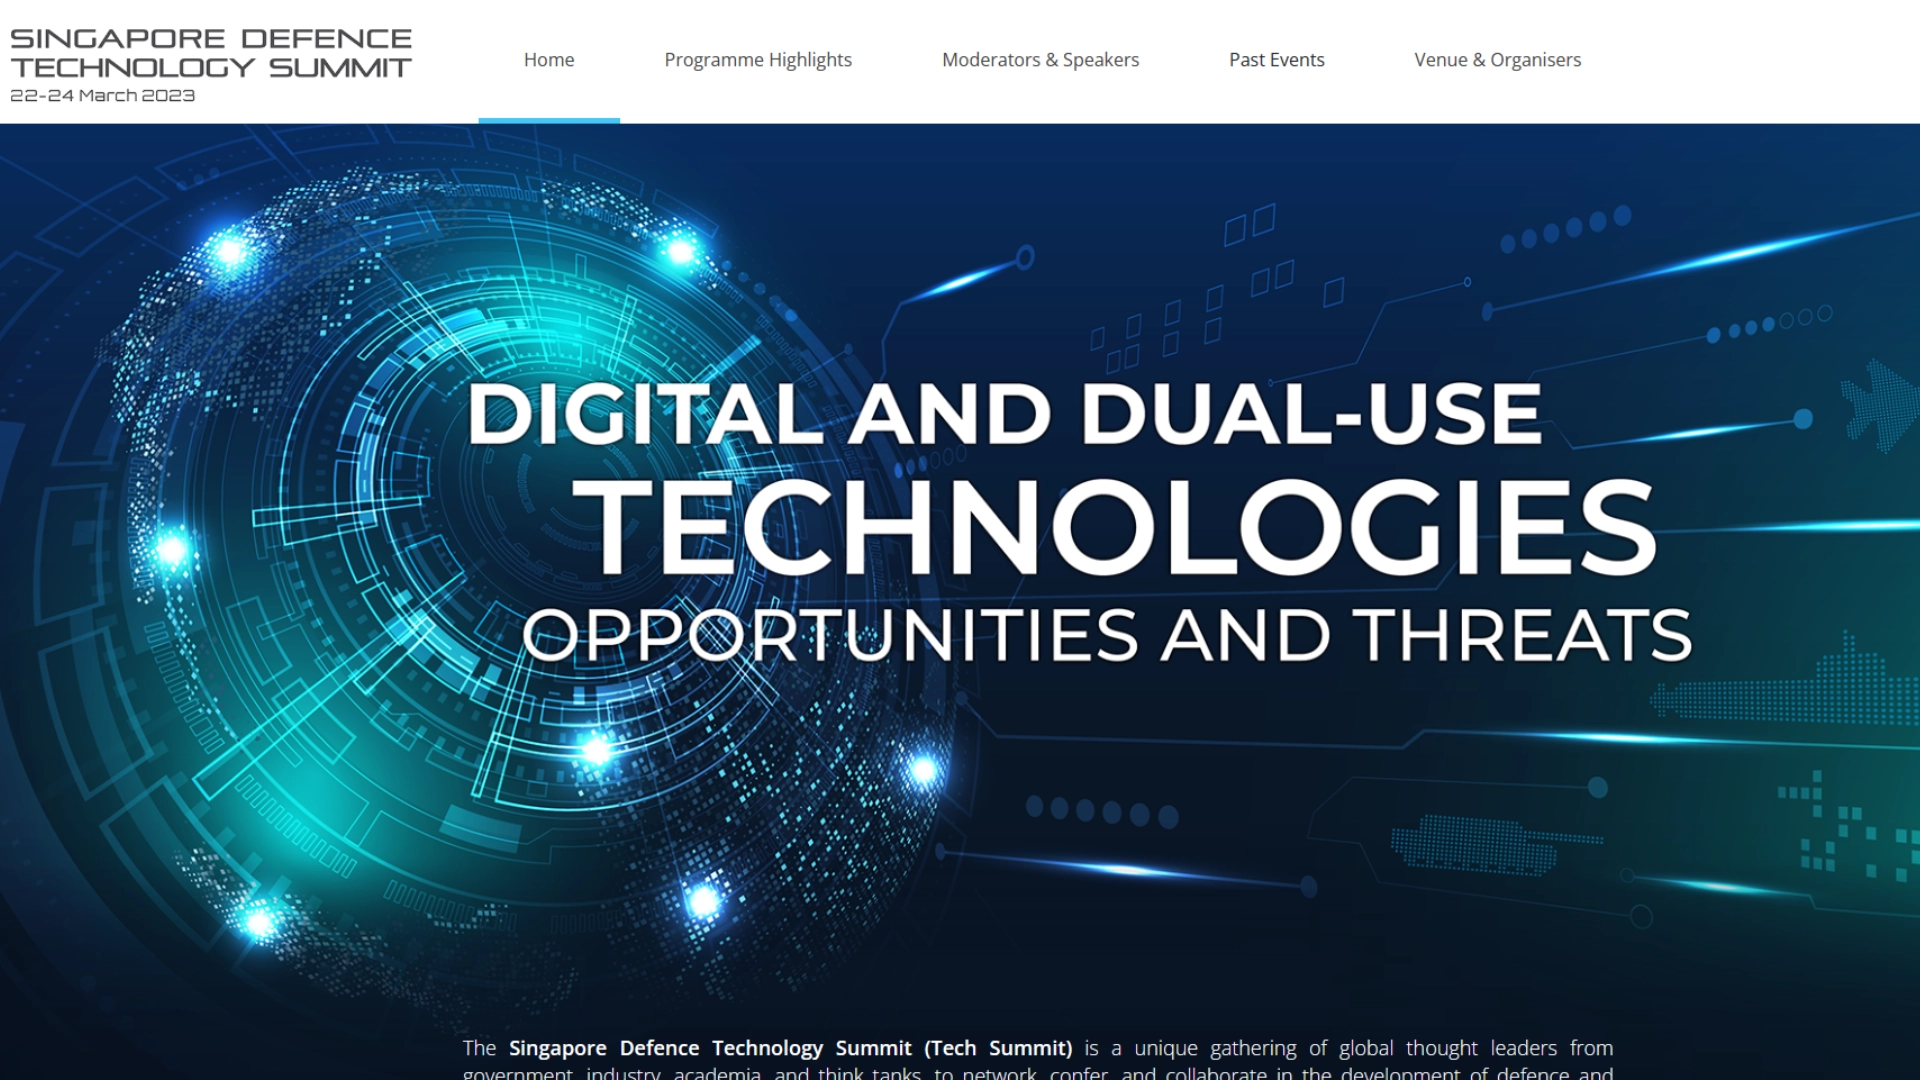 SINGAPORE DEFENCE
TECHNOLOGY SUMMIT
22-24 March 2023
Home
Programme Highlights
Moderators & Speakers
Past Events
Venue & Organisers
DIGITAL AND DUAL-USE
TECHNOLOGIES
OPPORTUNITIES AND THREATS
The Singapore Defence Technology Summit (Tech Summit) is a unique gathering of global thought leaders from
government, industry, academia, and think tanks, to network, confer, and collaborate in the development of defence and